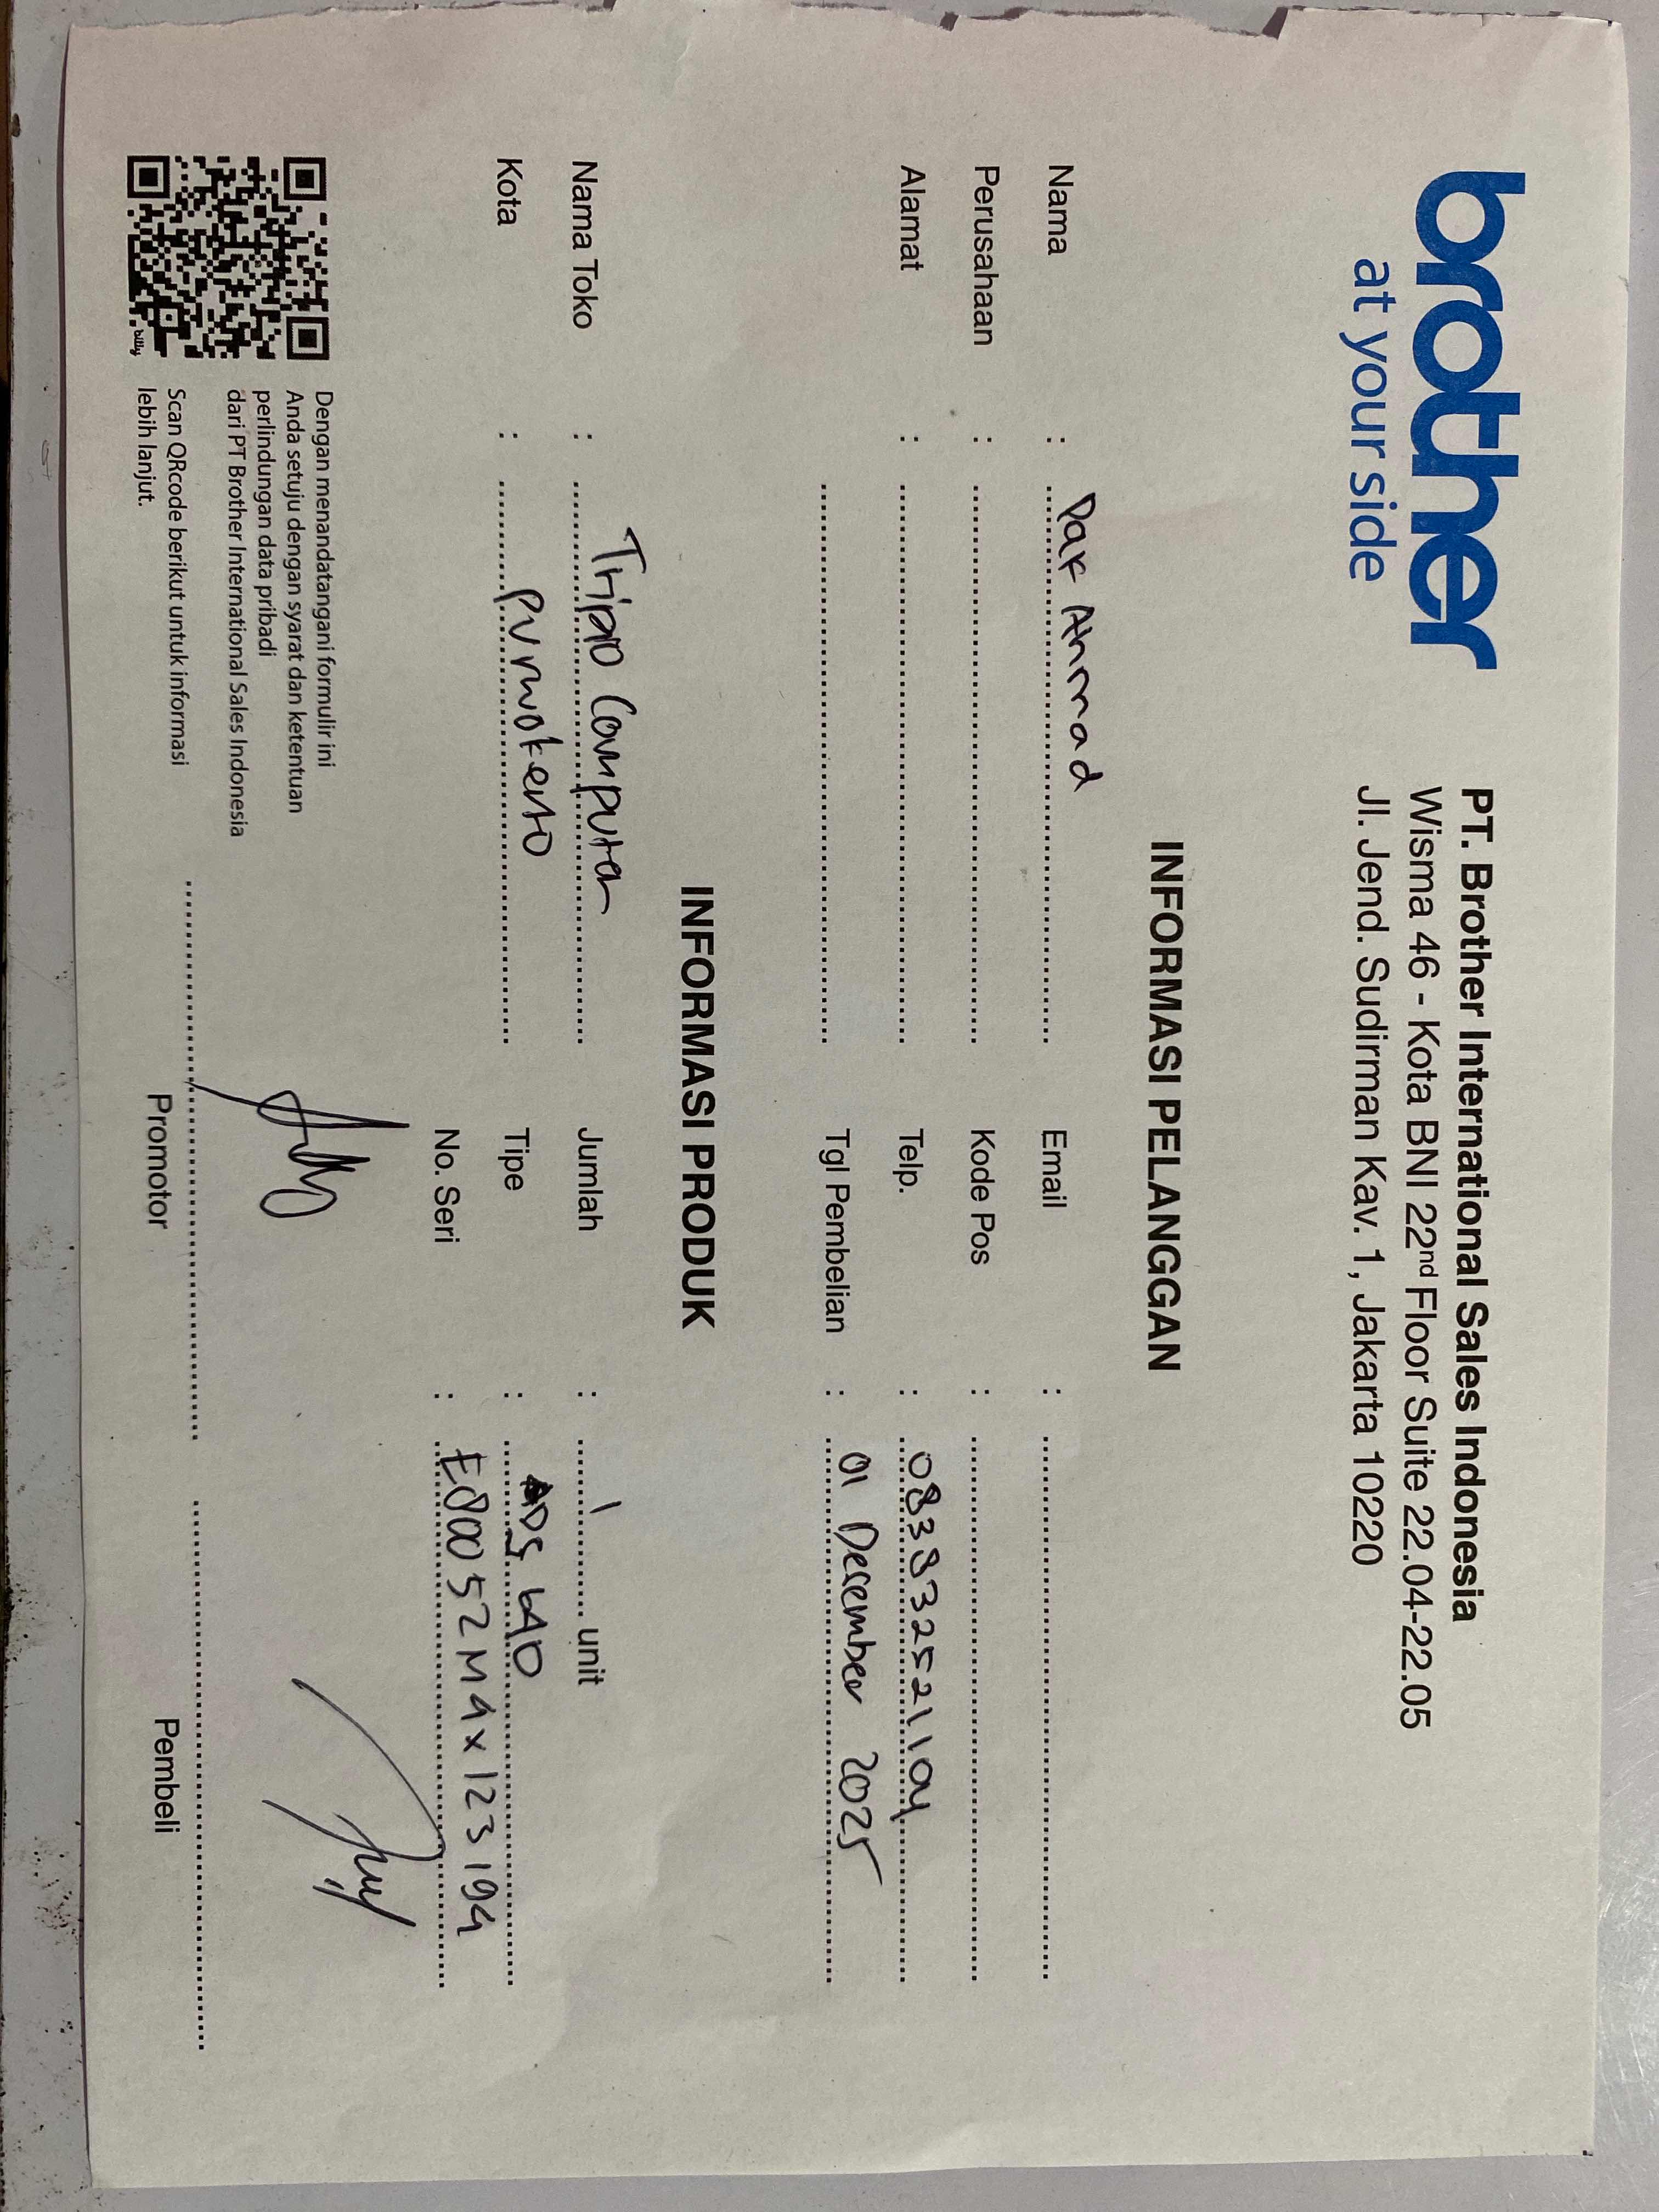 brother
at your side
PT. Brother International Sales Indonesia
Wisma 46 - Kota BNI 22nd Floor Suite 22.04-22.05
Jl. Jend. Sudirman Kav. 1, Jakarta 10220
INFORMASI PELANGGAN
Nama : Pak Ahmad
Email :
Perusahaan :
Kode Pos :
Alamat :
Telp. : 0838332521104
Tgl Pembelian : 01 December 2025
INFORMASI PRODUK
Nama Toko : Tripro Computer
Jumlah : 1 unit
Kota : Purwokerto
Tipe : ADS 640
No. Seri : E80052M4X123194
Dengan menandatangani formulir ini
Anda setuju dengan syarat dan ketentuan
perlindungan data pribadi
dari PT Brother International Sales Indonesia
Scan QRcode berikut untuk informasi
lebih lanjut.
billy
Promotor
Pembeli